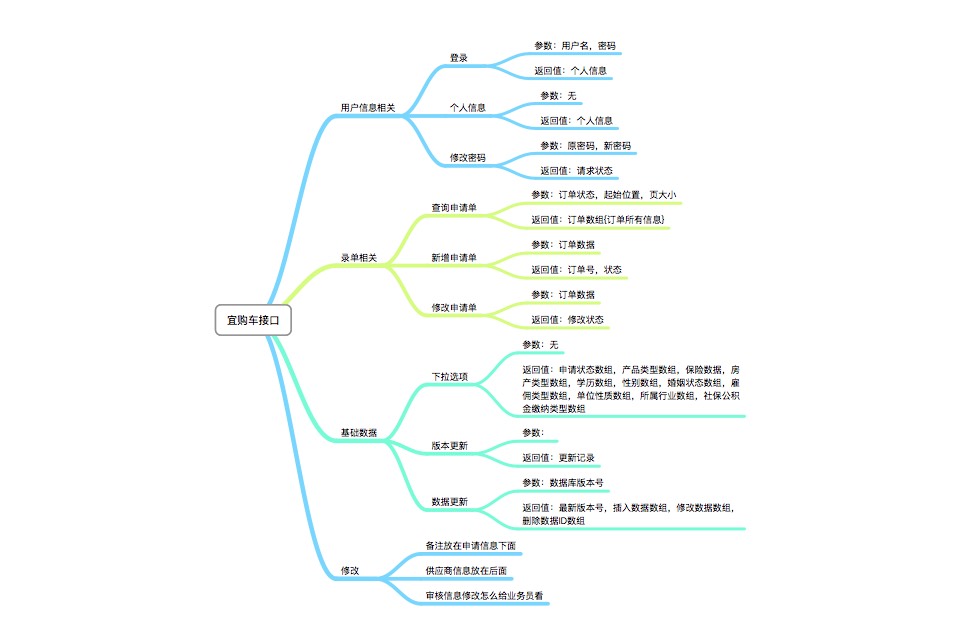 宜购车接口
用户信息相关
登录
参数：用户名，密码
返回值：个人信息
个人信息
参数：无
返回值：个人信息
修改密码
参数：原密码，新密码
返回值：请求状态
录单相关
查询申请单
参数：订单状态，起始位置，页大小
返回值：订单数组{订单所有信息}
新增申请单
参数：订单数据
返回值：订单号，状态
修改申请单
参数：订单数据
返回值：修改状态
基础数据
下拉选项
参数：无
返回值：申请状态数组，产品类型数组，保险数据，房
产类型数组，学历数组，性别数组，婚姻状态数组，雇
佣类型数组，单位性质数组，所属行业数组，社保公积
金缴纳类型数组
版本更新
参数：
返回值：更新记录
数据更新
参数：数据库版本号
返回值：最新版本号，插入数据数组，修改数据数组，
删除数据ID数组
修改
备注放在申请信息下面
供应商信息放在后面
审核信息修改怎么给业务员看